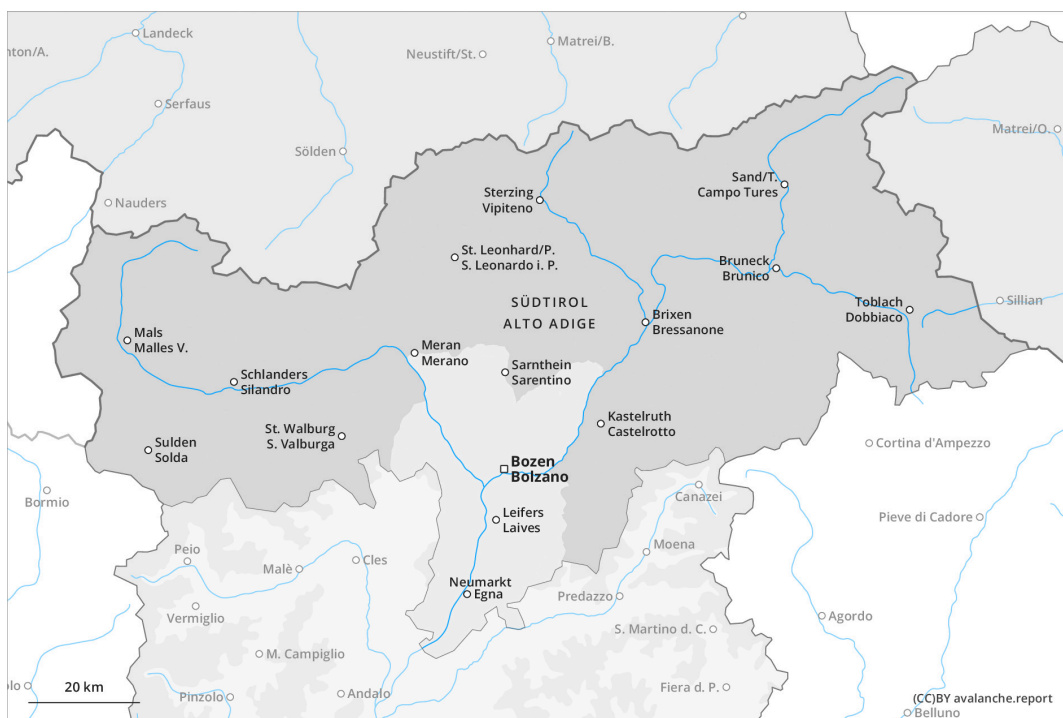 Landeck
nton/A.
Neustift/St.
Matrei/B.
Serfaus
Sölden
Matrei/O.
Nauders
Sand/T.
Campo Tures
Sterzing
Vipiteno
St. Leonhard/P.
S. Leonardo i. P.
Bruneck
Brunico
SÜDTIROL
ALTO ADIGE
Toblach
Dobbiaco
Sillian
Brixen
Bressanone
Mals
Malles V.
Meran
Merano
Sarnthein
Sarentino
Schlanders
Silandro
St. Walburg
S. Valburga
Kastelruth
Castelrotto
Sulden
Solda
Cortina d'Ampezzo
Bozen
Bolzano
Bormio
Canazei
Leifers
Laives
Pieve di Cadore
Peio
Malè
Cles
Moena
Neumarkt
Egna
Predazzo
Vermiglio
Agordo
S. Martino d. C.
M. Campiglio
olo
20 km
Pinzolo
Andalo
Fiera d. P.
(CC)BY avalanche.report
Belluno